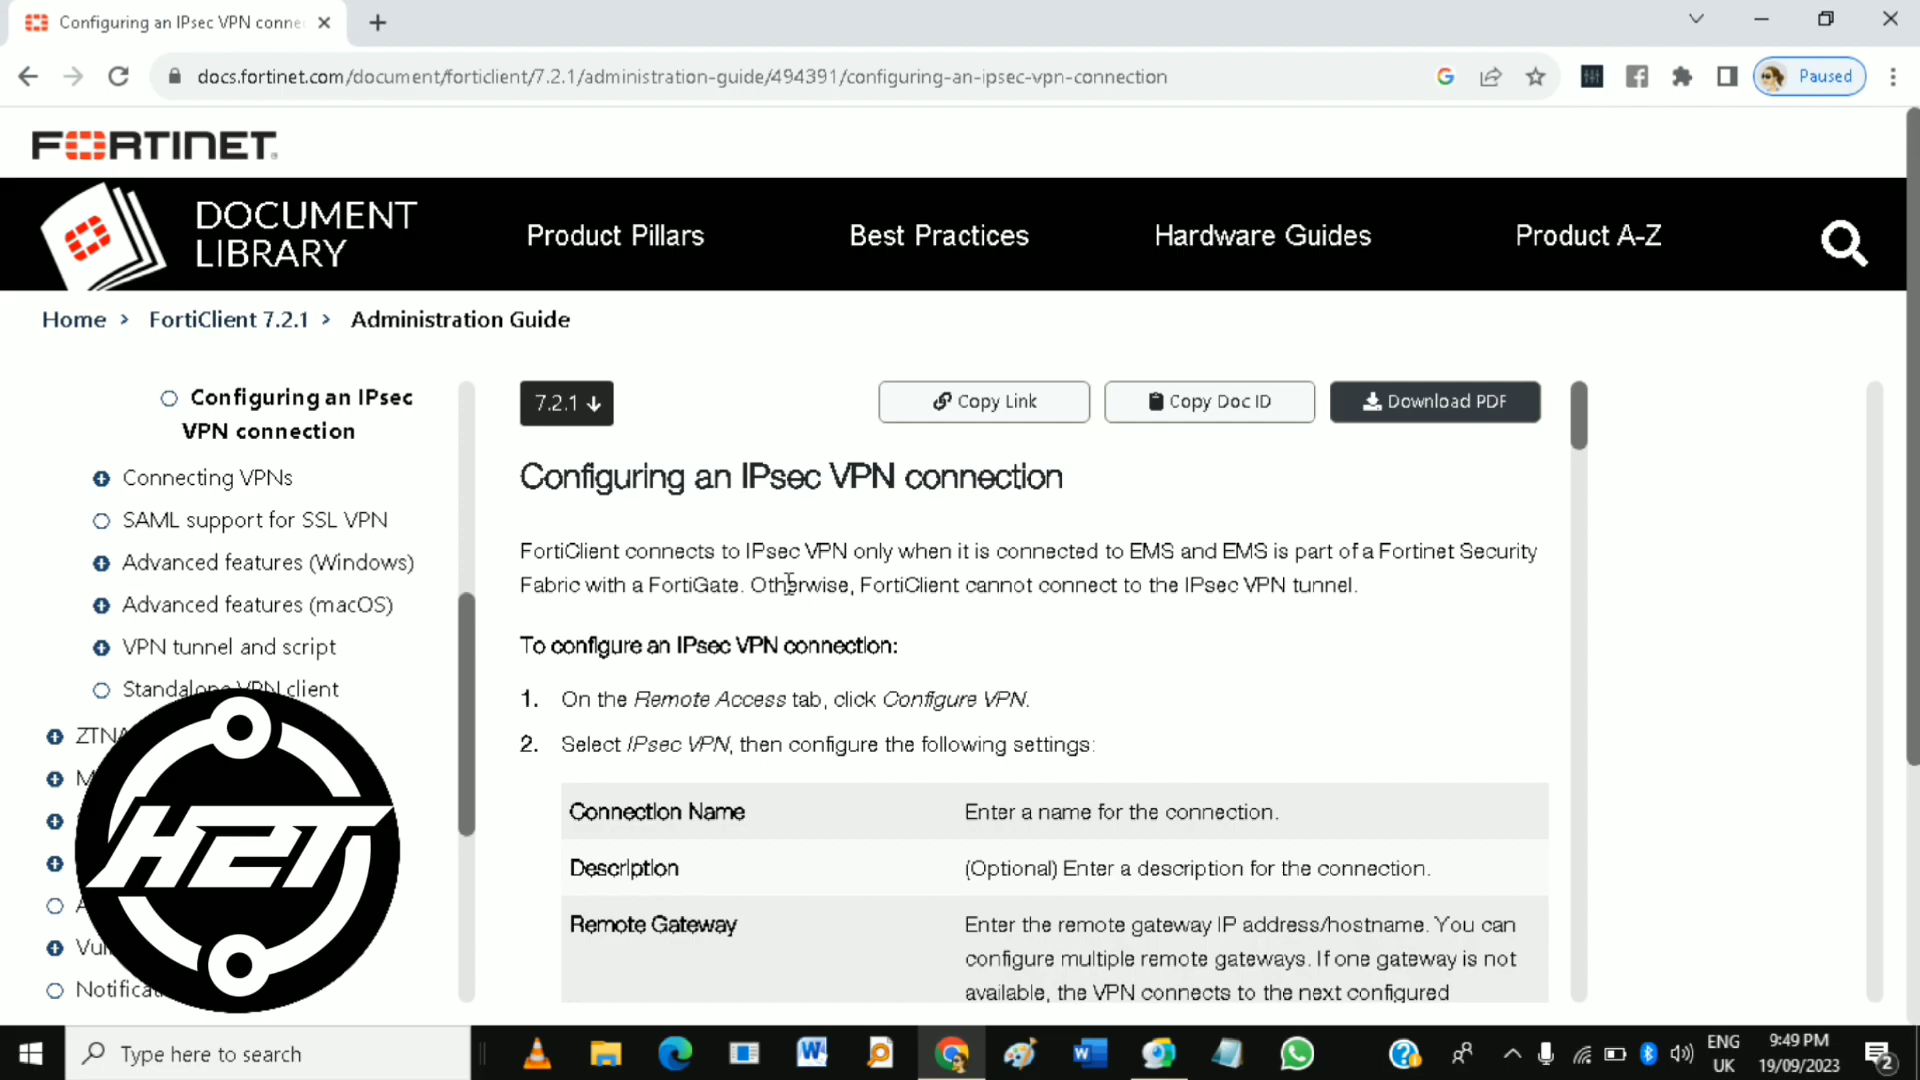 Configuring an IPsec VPN conne
docs.fortinet.com/document/forticlient/7.2.1/administration-guide/494391/configuring-an-ipsec-vpn-connection
Paused
FORTINET
DOCUMENT
LIBRARY
Product Pillars
Best Practices
Hardware Guides
Product A-Z
Home > FortiClient 7.2.1 > Administration Guide
Configuring an IPsec
VPN connection
Connecting VPNs
SAML support for SSL VPN
Advanced features (Windows)
Advanced features (macOS)
VPN tunnel and script
Standalone VPN client
ZTNA
M
A
Vul
Notificat
H2T
7.2.1
Copy Link
Copy Doc ID
Download PDF
Configuring an IPsec VPN connection
FortiClient connects to IPsec VPN only when it is connected to EMS and EMS is part of a Fortinet Security
Fabric with a FortiGate. Otherwise, FortiClient cannot connect to the IPsec VPN tunnel.
To configure an IPsec VPN connection:
1. On the Remote Access tab, click Configure VPN.
2. Select IPsec VPN, then configure the following settings:
Connection Name
Enter a name for the connection.
Description
(Optional) Enter a description for the connection.
Remote Gateway
Enter the remote gateway IP address/hostname. You can
configure multiple remote gateways. If one gateway is not
available, the VPN connects to the next configured
Type here to search
ENG
UK
9:49 PM
19/09/2023
2